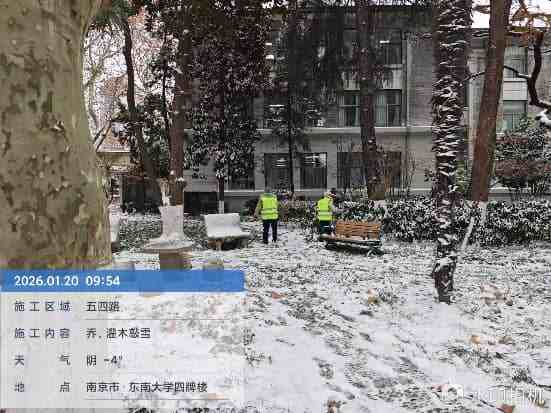 2026.01.20 09:54
施工区域 五四路
施工内容 乔、灌木敲雪
天气 阴 -4°
地点 南京市·东南大学四牌楼